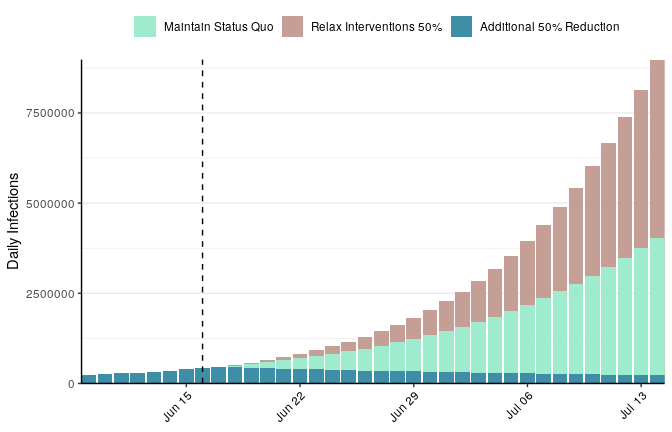 Maintain Status Quo Relax Interventions 50% Additional 50% Reduction
Daily Infections
7500000
5000000
2500000
0
Jun 15 Jun 22 Jun 29 Jul 06 Jul 13